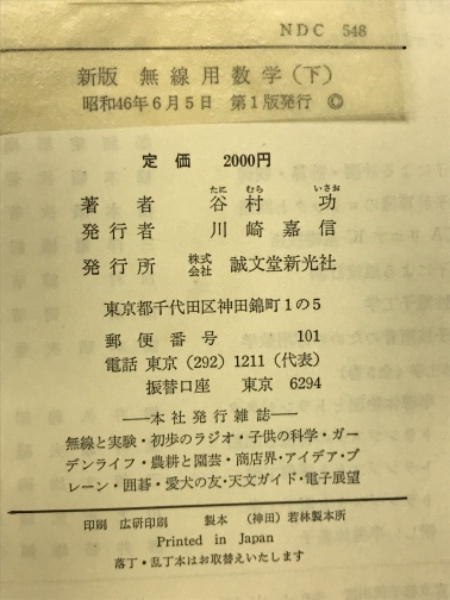 NDC 548
新版 無線用数学(下)
昭和46年6月5日 第1版発行 ©
定価 2000円
たに むら いさお
著者 谷村 功
発行者 川崎嘉信
発行所 株式会社 誠文堂新光社
東京都千代田区神田錦町1の5
郵便番号 101
電話 東京 (292) 1211 (代表)
振替口座 東京 6294
―本社発行雑誌―
無線と実験・初歩のラジオ・子供の科学・ガー
デンライフ・農耕と園芸・商店界・アイデア・ブ
レーン・囲碁・愛犬の友・天文ガイド・電子展望
印刷 広研印刷 製本 (神田) 若林製本所
Printed in Japan
落丁・乱丁本はお取替えいたします